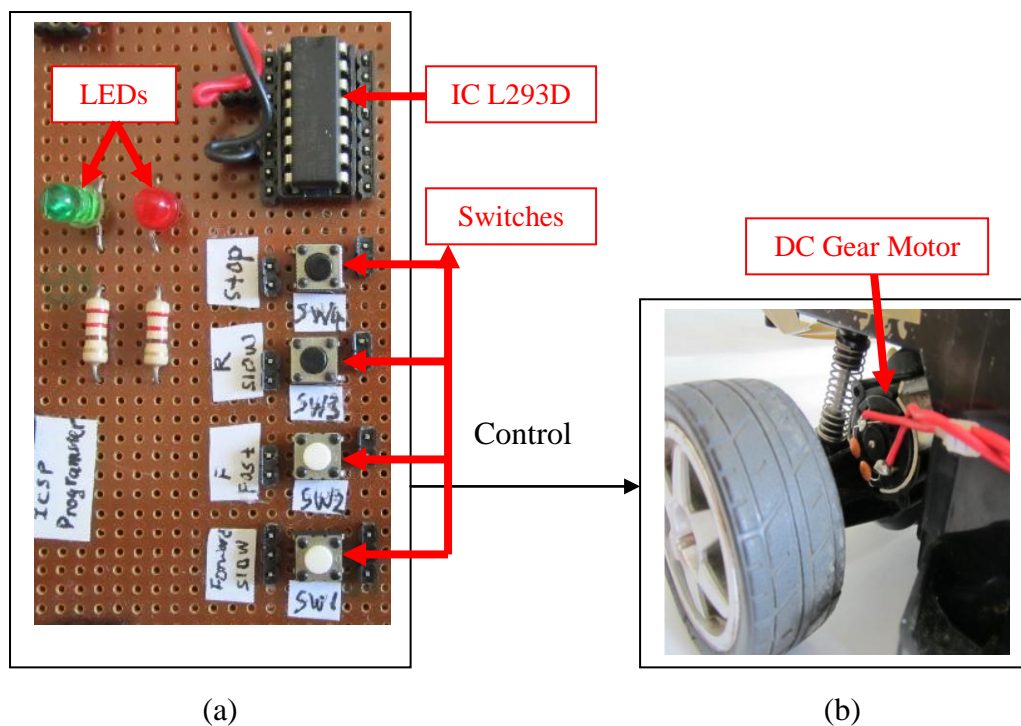 LEDs
IC L293D
Switches
DC Gear Motor
Stop
SW4
R
Slow
SW3
F
Fast
SW2
Forward
Slow
SW1
ICSP
Programmer
Control
(a)
(b)